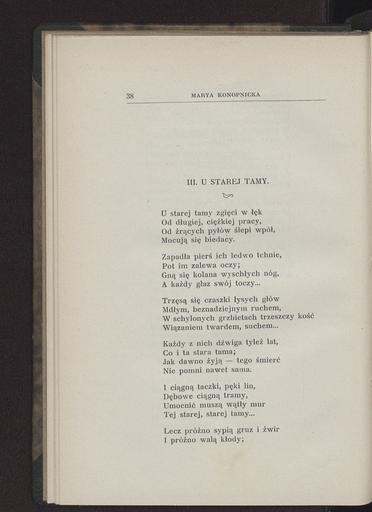 38
MARYA KONOPNICKA
III. U STAREJ TAMY.
U starej tamy zgięci w łęk
Od długiej, ciężkiej pracy,
Od żrących pyłów ślepi wpół,
Mocują się biedacy.
Zapadła pierś ich ledwo tchnie,
Pot im zalewa oczy;
Gną się kolana wyschłych nóg,
A każdy głaz swój toczy...
Trzęsą się czaszki łysych głów
Mdłym, beznadziejnym ruchem,
W schylonych grzbietach trzeszczy kość
Wiązaniem twardem, suchem...
Każdy z nich dźwiga tyleż lat,
Co i ta stara tama;
Jak dawno żyją — tego śmierć
Nie pomni nawet sama.
I ciągną taczki, pęki lin,
Dębowe ciągną tramy,
Umocnić muszą wątły mur
Tej starej, starej tamy...
Lecz próżno sypią gruz i żwir
I próżno walą kłody;